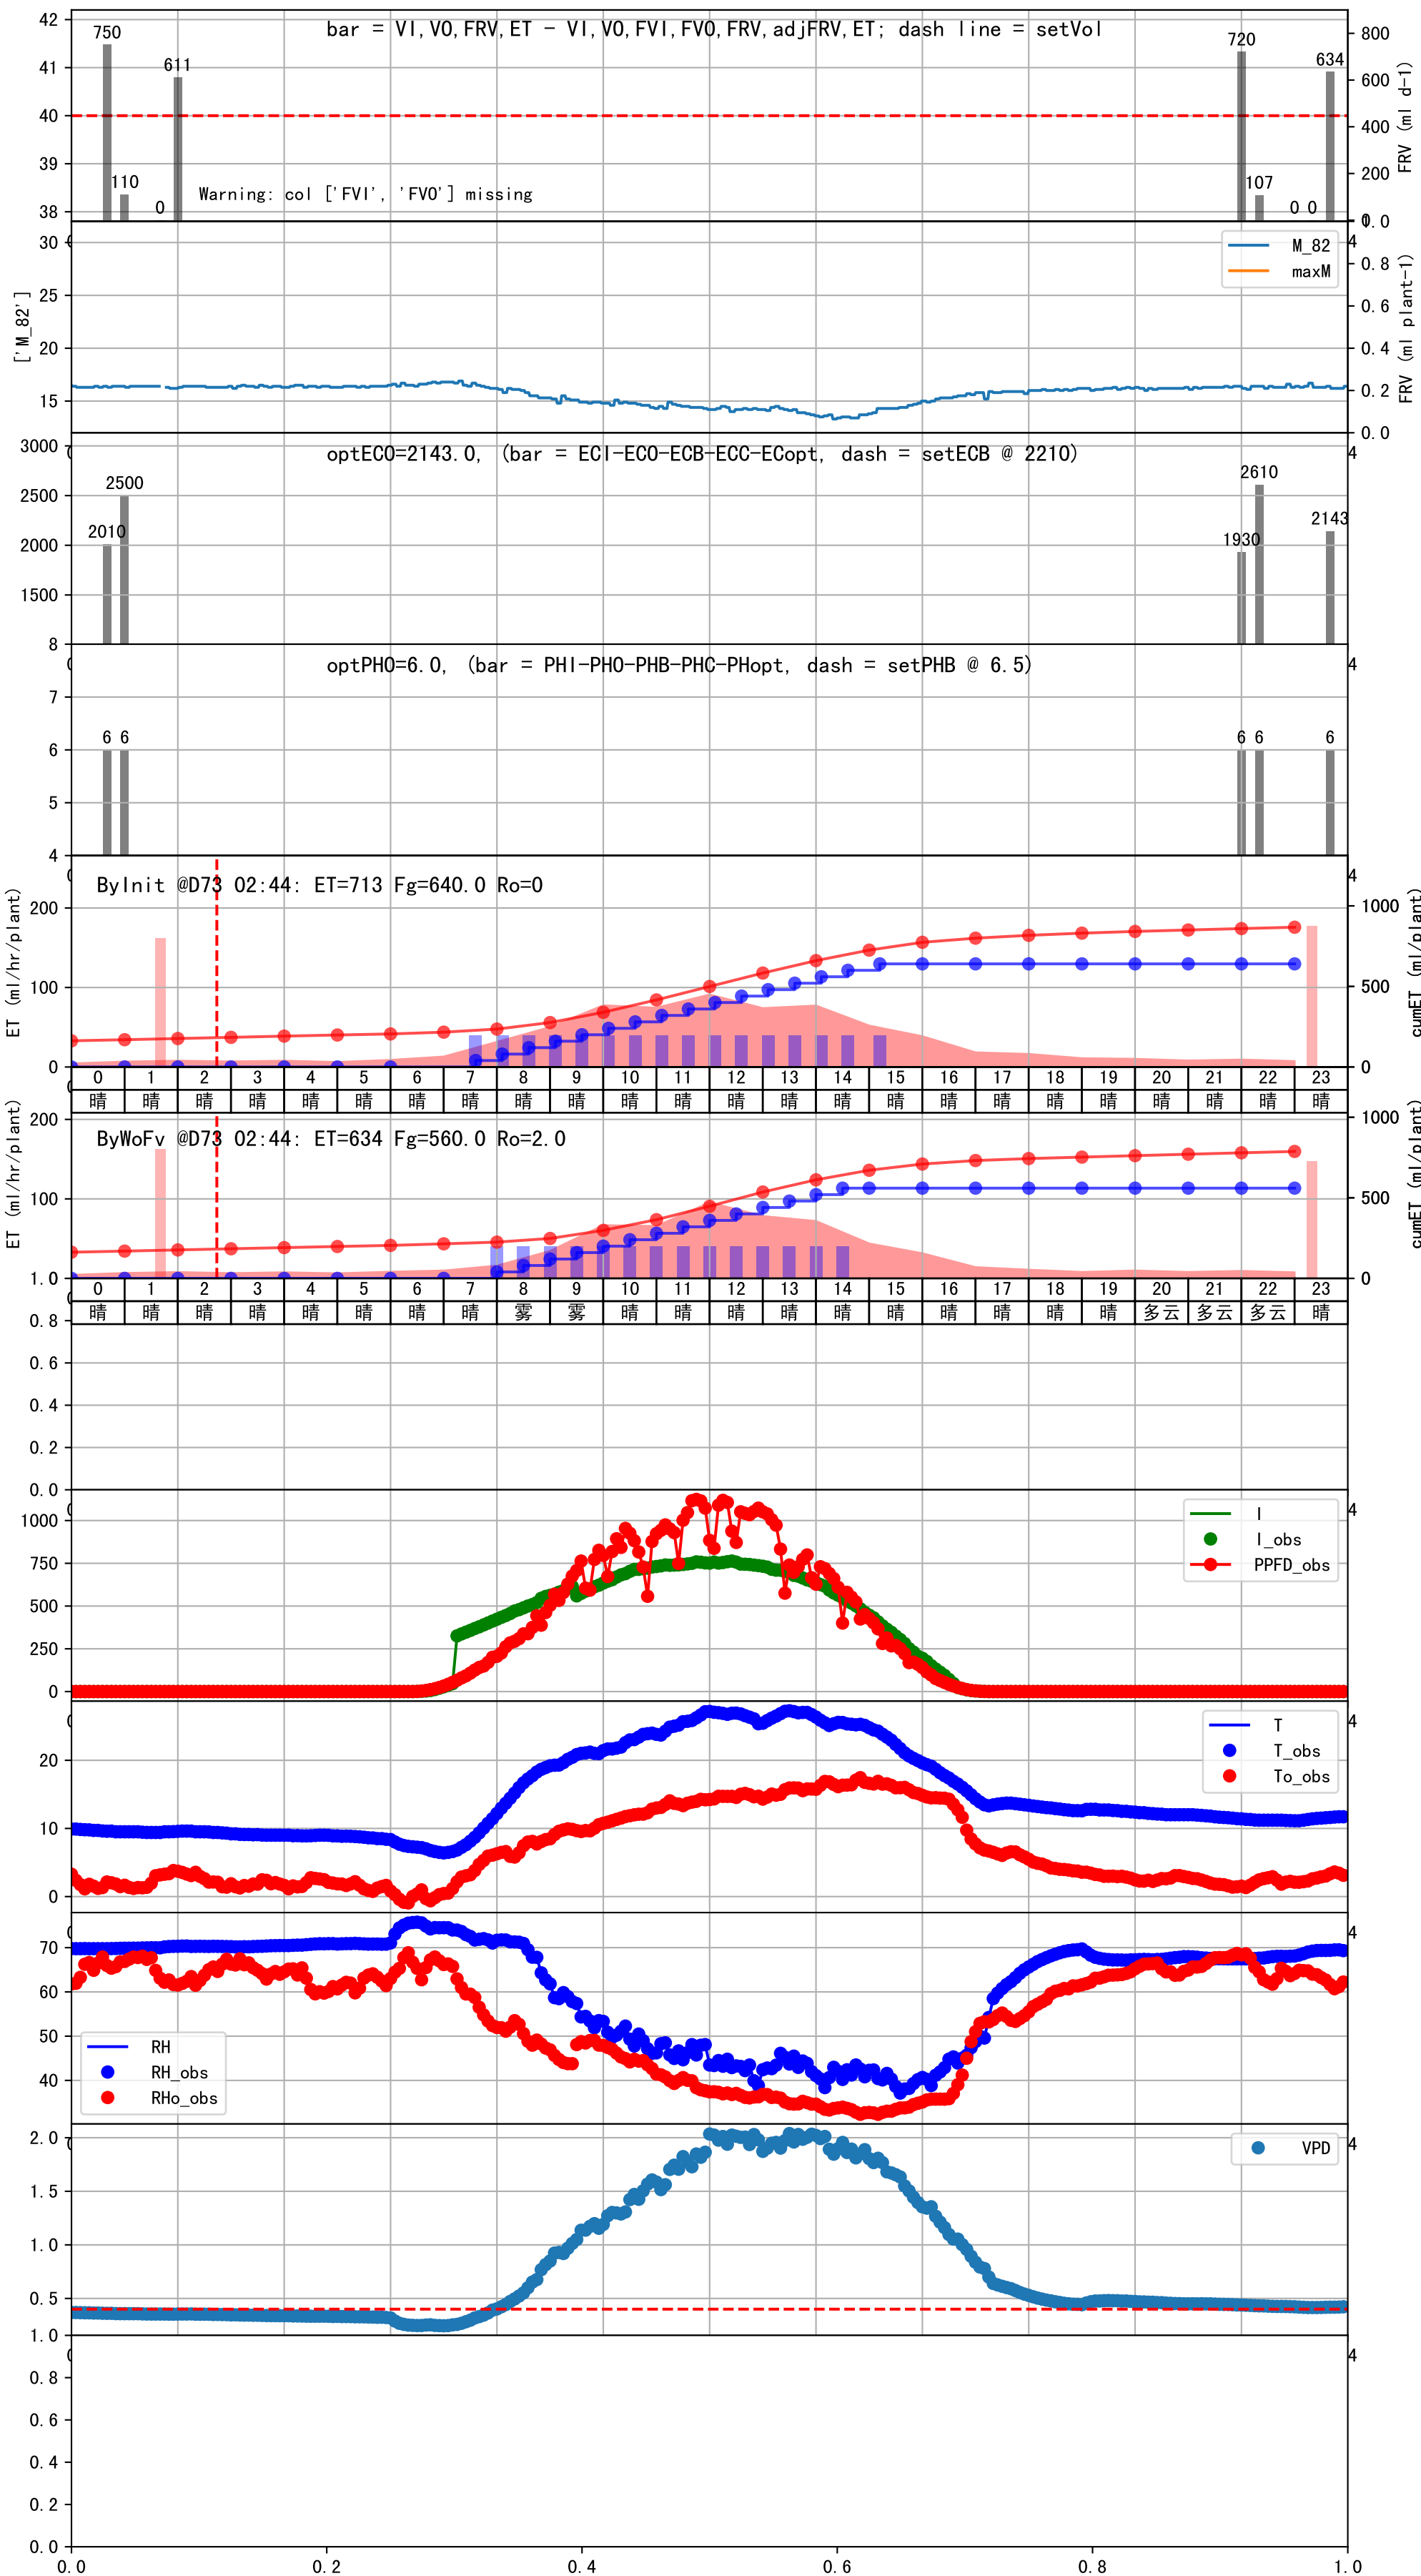 bar = VI,VO,FRV,ET - VI,VO,FVI,FVO,FRV,adjFRV,ET; dash line = setVol
42
41
40
39
38
750
110
0
611
720
107
0 0
634
Warning: col ['FVI', 'FVO'] missing
800
600
400
200
FRV (ml d-1)
['M_82']
30
25
20
15
M_82
maxM
1.0
0.8
0.6
0.4
0.2
0.0
FRV (ml plant-1)
optECO=2143.0, (bar = ECI-ECO-ECB-ECC-ECopt, dash = setECB @ 2210)
3000
2500
2000
1500
2010
2500
1930
2610
2143
optPHO=6.0, (bar = PHI-PHO-PHB-PHC-PHopt, dash = setPHB @ 6.5)
8
7
6
5
4
6 6
6 6
6
ByInit @D73 02:44: ET=713 Fg=640.0 Ro=0
ET (ml/hr/plant)
200
100
0
1000
500
0
cumET (ml/plant)
0 1 2 3 4 5 6 7 8 9 10 11 12 13 14 15 16 17 18 19 20 21 22 23
晴 晴 晴 晴 晴 晴 晴 晴 晴 晴 晴 晴 晴 晴 晴 晴 晴 晴 晴 晴 晴 晴 晴 晴
ByWoFv @D73 02:44: ET=634 Fg=560.0 Ro=2.0
ET (ml/hr/plant)
200
100
1000
500
0
cumET (ml/plant)
0 1 2 3 4 5 6 7 8 9 10 11 12 13 14 15 16 17 18 19 20 21 22 23
晴 晴 晴 晴 晴 晴 晴 晴 雾 雾 晴 晴 晴 晴 晴 晴 晴 晴 晴 晴 多云 多云 多云 晴
1.0
0.8
0.6
0.4
0.2
0.0
1000
750
500
250
0
I
I_obs
PPFD_obs
20
10
0
T
T_obs
To_obs
70
60
50
40
RH
RH_obs
RHo_obs
2.0
1.5
1.0
0.5
VPD
1.0
0.8
0.6
0.4
0.2
0.0
0.0 0.2 0.4 0.6 0.8 1.0